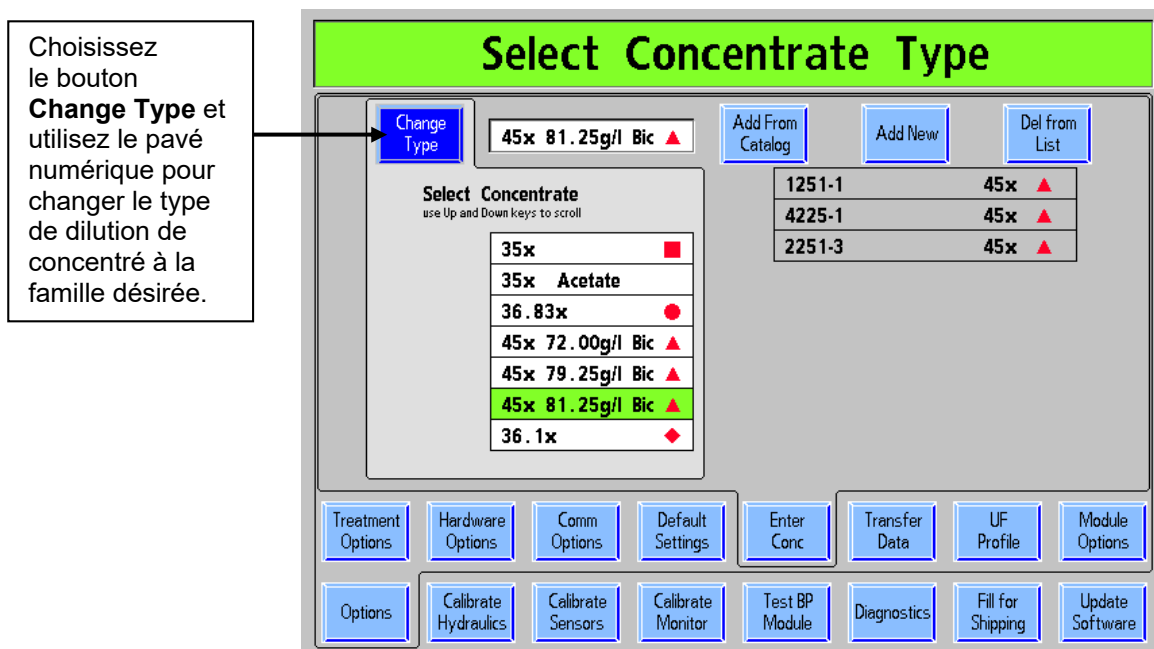 Choisissez
le bouton
Change Type et
utilisez le pavé
numérique pour
changer le type
de dilution de
concentré à la
famille désirée.
Select Concentrate Type
Change
Type
45x 81.25g/l Bic
Add From
Catalog
Add New
Del from
List
Select Concentrate
use Up and Down keys to scroll
35x
35x Acetate
36.83x
45x 72.00g/l Bic
45x 79.25g/l Bic
45x 81.25g/l Bic
36.1x
1251-1 45x
4225-1 45x
2251-3 45x
Treatment
Options
Hardware
Options
Comm
Options
Default
Settings
Enter
Conc
Transfer
Data
UF
Profile
Module
Options
Options
Calibrate
Hydraulics
Calibrate
Sensors
Calibrate
Monitor
Test BP
Module
Diagnostics
Fill for
Shipping
Update
Software